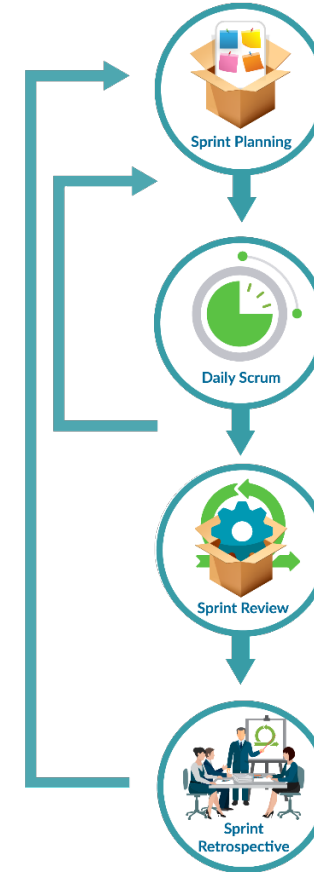 Sprint Planning
Daily Scrum
Sprint Review
Sprint
Retrospective